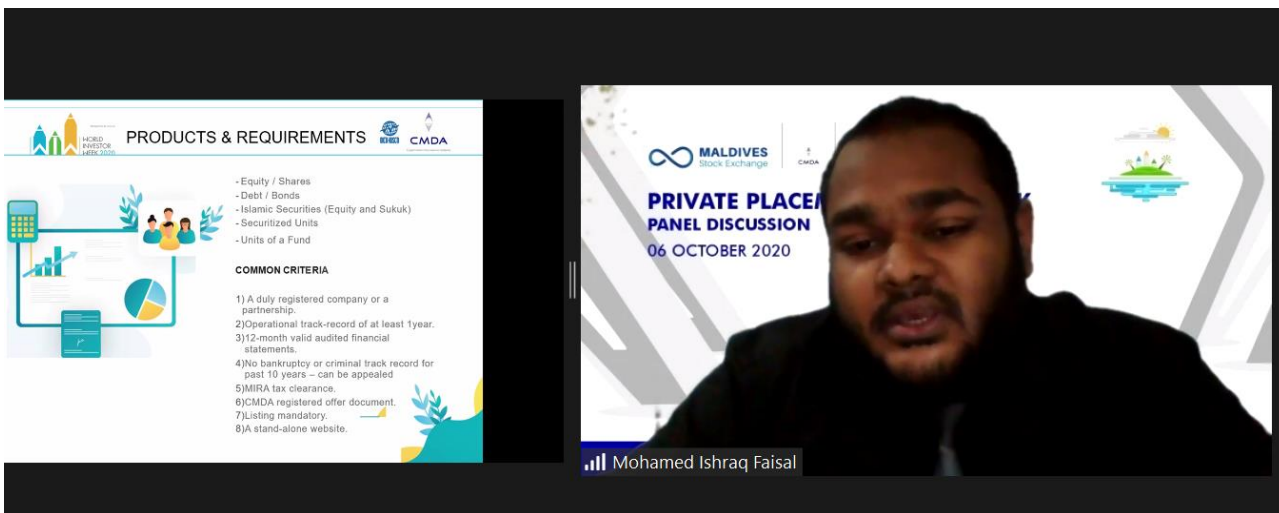 WORLD
INVESTOR
WEEK 2020
PRODUCTS & REQUIREMENTS
CMDA
- Equity / Shares
- Debt / Bonds
- Islamic Securities (Equity and Sukuk)
- Securitized Units
- Units of a Fund
COMMON CRITERIA
1) A duly registered company or a
partnership.
2)Operational track-record of at least 1year.
3)12-month valid audited financial
statements.
4)No bankruptcy or criminal track record for
past 10 years – can be appealed
5)MIRA tax clearance.
6)CMDA registered offer document.
7)Listing mandatory.
8)A stand-alone website.
MALDIVES
Stock Exchange
CMDA
PRIVATE PLACE
PANEL DISCUSSION
06 OCTOBER 2020
Mohamed Ishraq Faisal